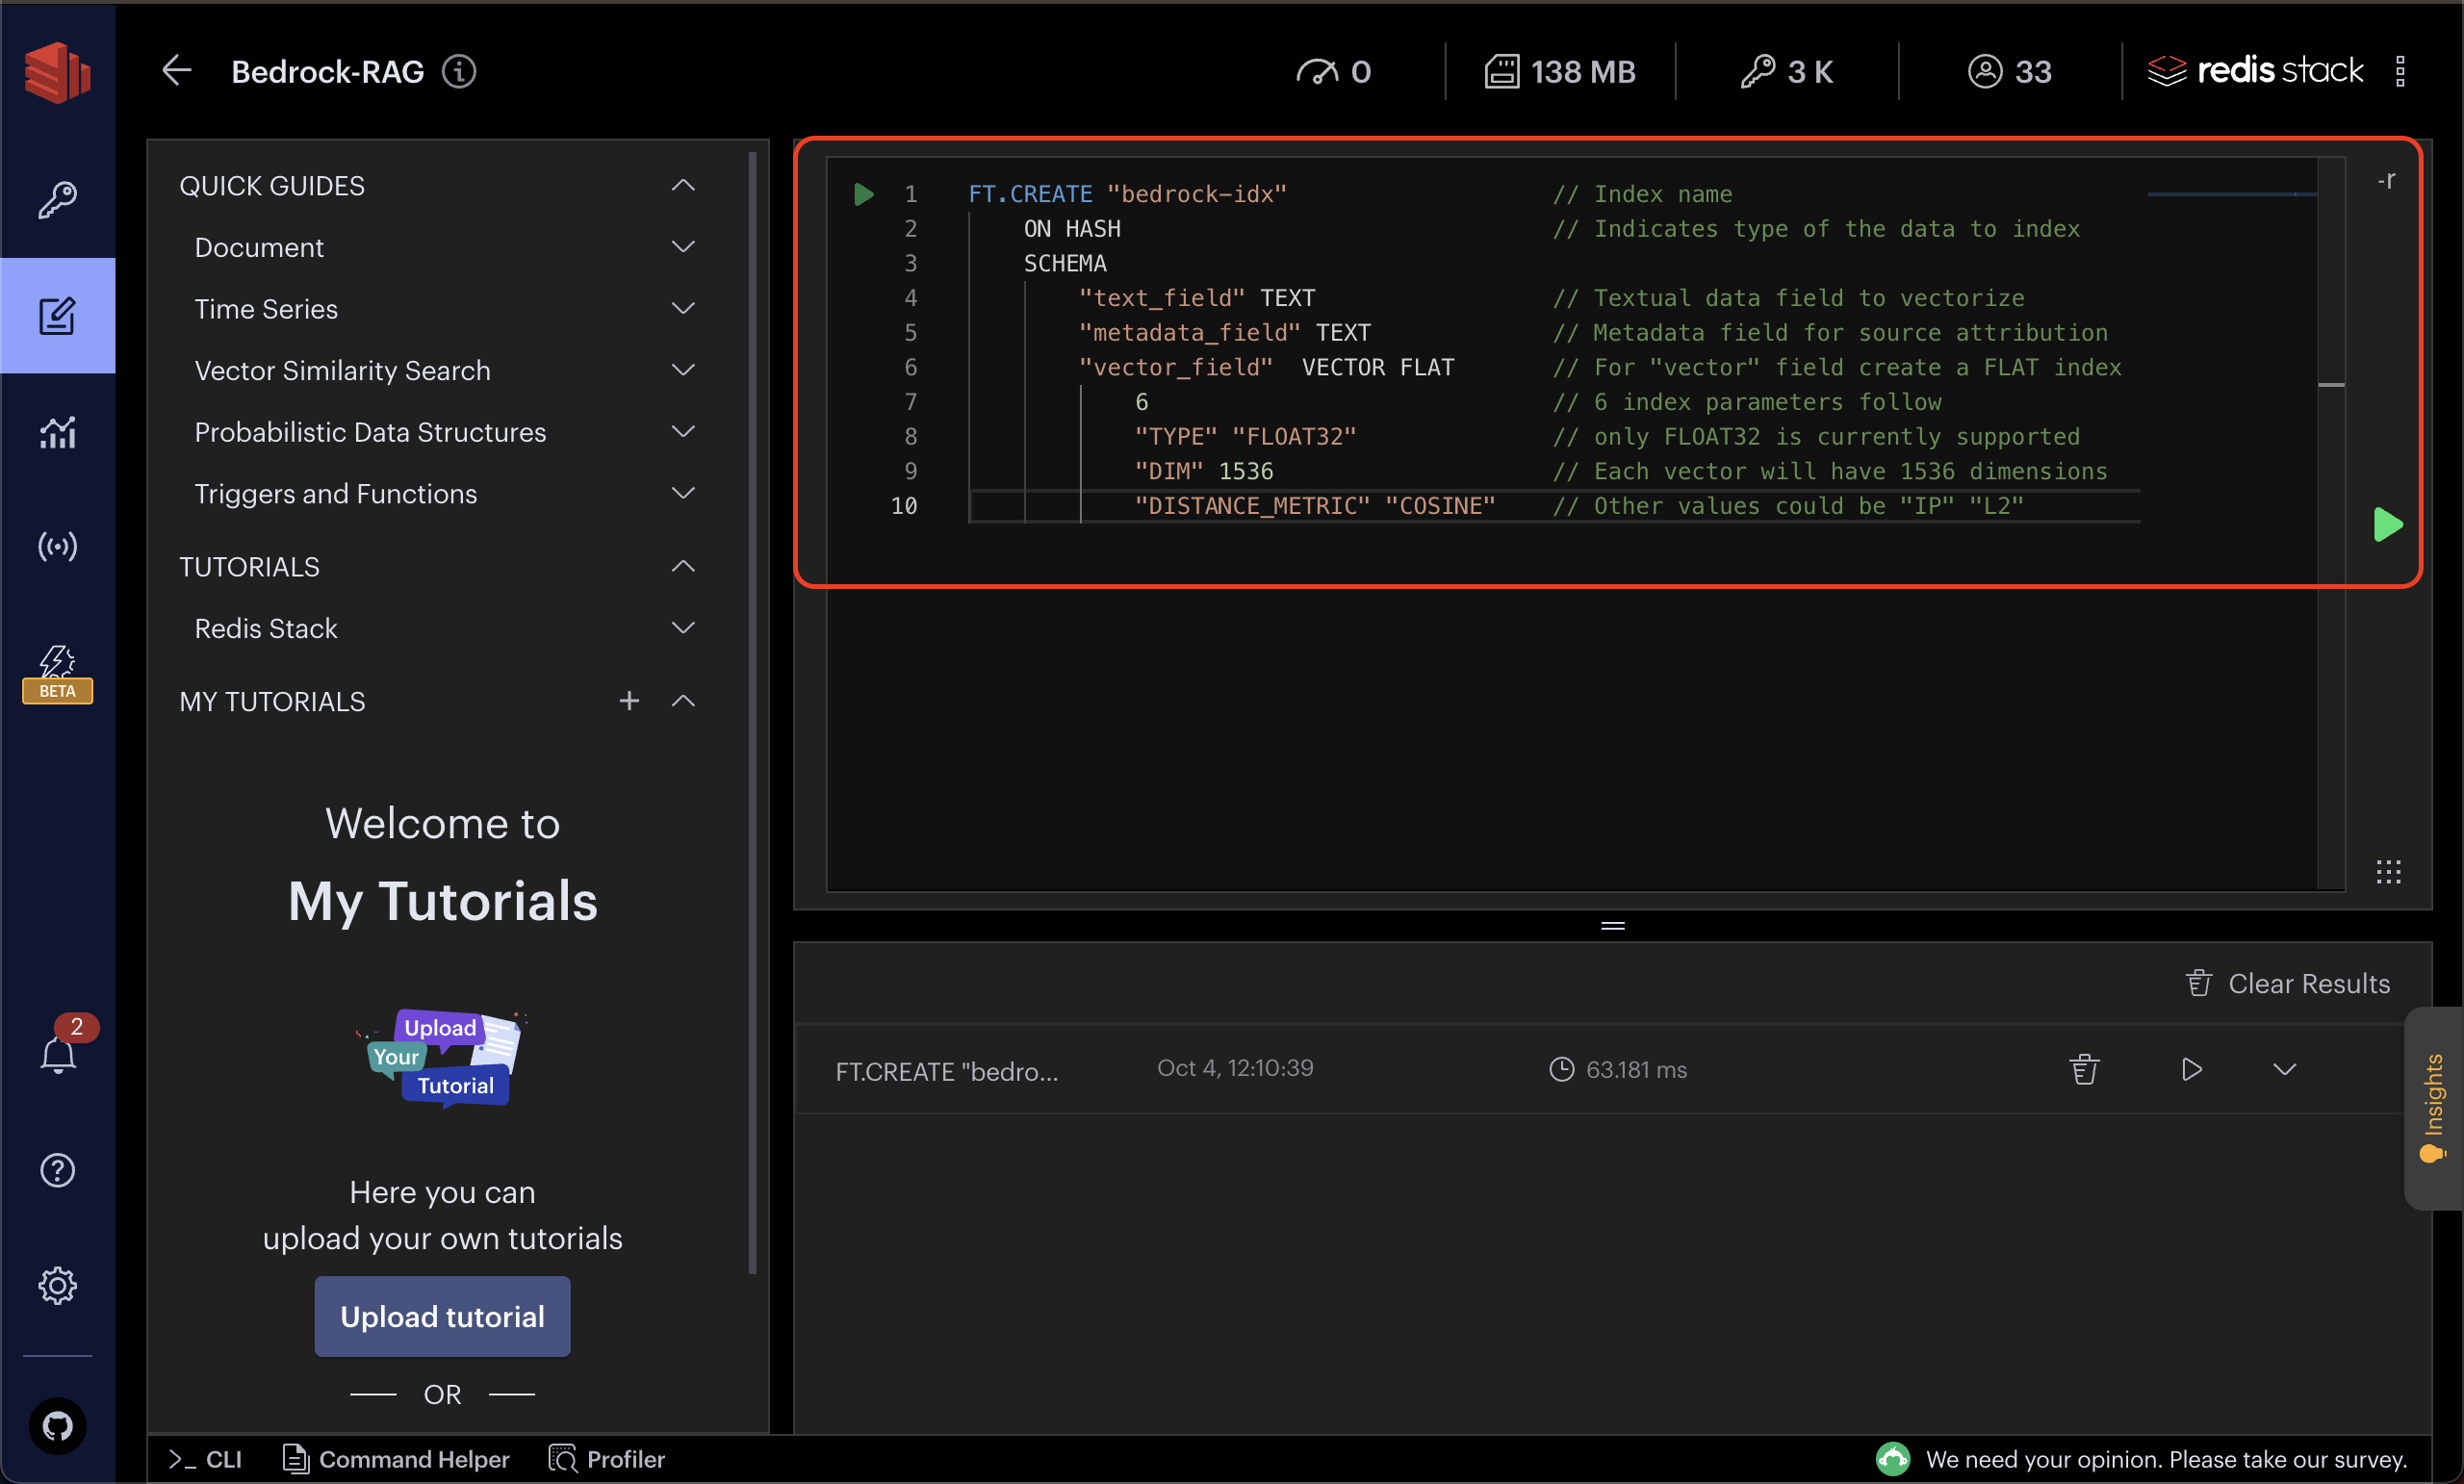 Bedrock-RAG
0
138 MB
3 K
33
redis stack
BETA
2
QUICK GUIDES
Document
Time Series
Vector Similarity Search
Probabilistic Data Structures
Triggers and Functions
TUTORIALS
Redis Stack
MY TUTORIALS
Welcome to
My Tutorials
Upload
Your
Tutorial
Here you can
upload your own tutorials
Upload tutorial
OR
1 FT.CREATE "bedrock-idx" // Index name
2 ON HASH // Indicates type of the data to index
3 SCHEMA
4 "text_field" TEXT // Textual data field to vectorize
5 "metadata_field" TEXT // Metadata field for source attribution
6 "vector_field"  VECTOR FLAT // For "vector" field create a FLAT index
7 6 // 6 index parameters follow
8 "TYPE" "FLOAT32" // only FLOAT32 is currently supported
9 "DIM" 1536 // Each vector will have 1536 dimensions
10 "DISTANCE_METRIC" "COSINE" // Other values could be "IP" "L2"
-r
Clear Results
FT.CREATE "bedro... Oct 4, 12:10:39 63.181 ms
Insights
>_ CLI
Command Helper
Profiler
We need your opinion. Please take our survey.